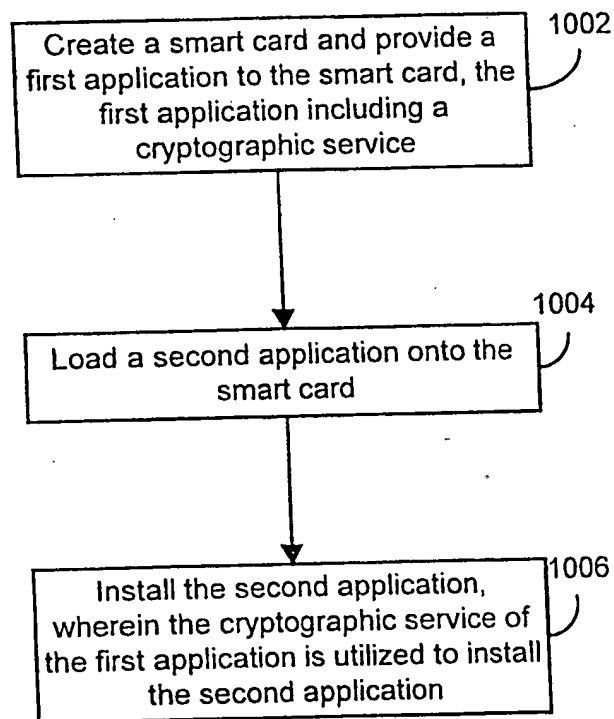 Create a smart card and provide a
first application to the smart card, the
first application including a
cryptographic service
1002
Load a second application onto the
smart card
1004
Install the second application,
wherein the cryptographic service of
the first application is utilized to install
the second application
1006